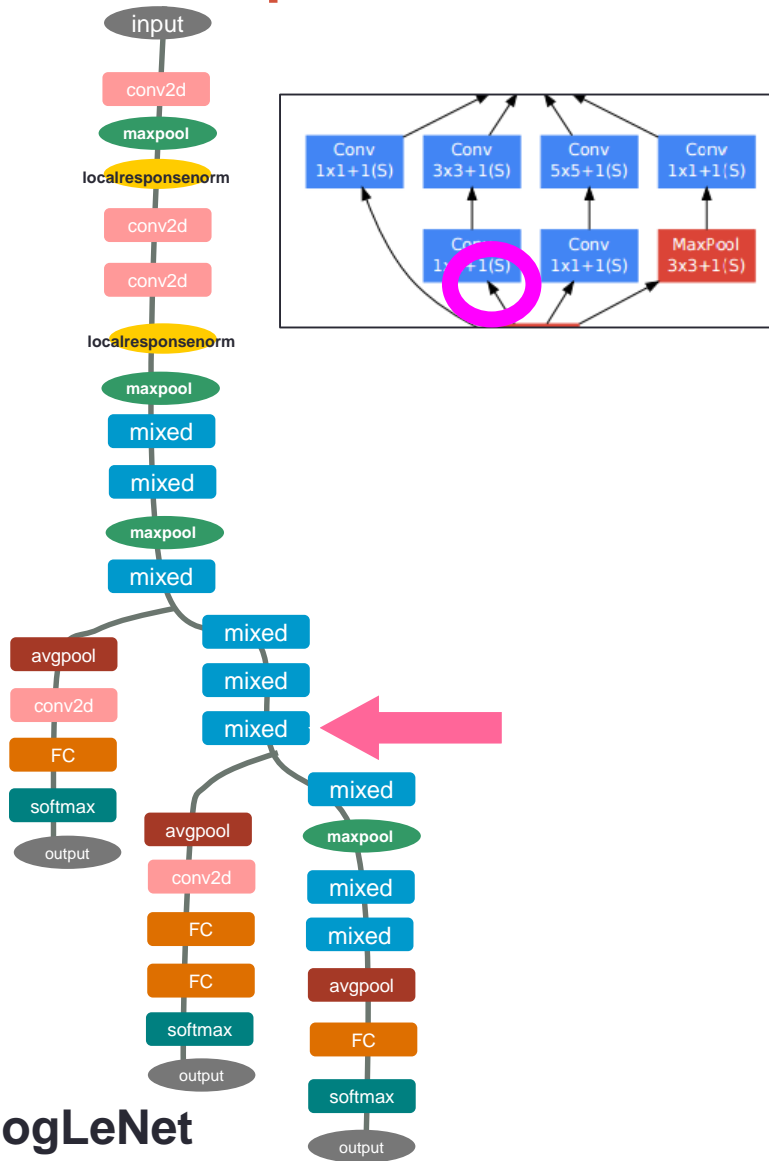 input
conv2d
maxpool
localresponsenorm
conv2d
conv2d
localresponsenorm
maxpool
mixed
mixed
maxpool
mixed
Conv
1x1+1(S)
Conv
3x3+1(S)
Conv
5x5+1(S)
Conv
1x1+1(S)
Conv
1x1+1(S)
MaxPool
3x3+1(S)
avgpool
conv2d
FC
softmax
output
mixed
mixed
mixed
avgpool
conv2d
FC
FC
softmax
output
mixed
maxpool
mixed
mixed
avgpool
FC
softmax
output
ogLeNet